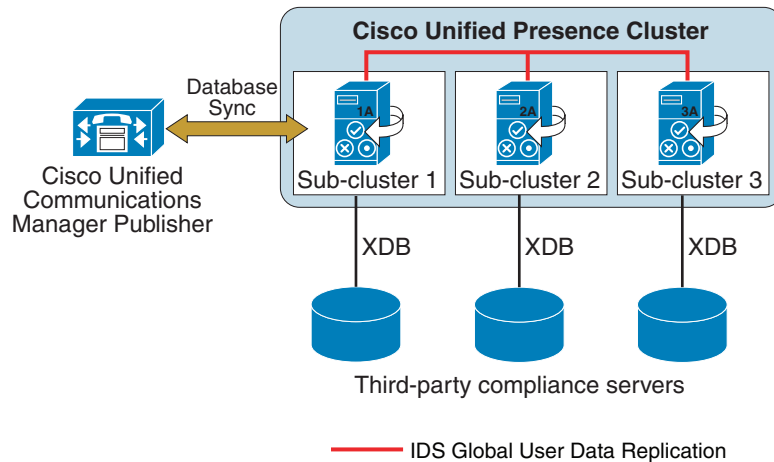 Cisco Unified Presence Cluster
Database
Sync
1A
2A
3A
Sub-cluster 1
Sub-cluster 2
Sub-cluster 3
Cisco Unified
Communications
Manager Publisher
XDB
XDB
XDB
Third-party compliance servers
IDS Global User Data Replication